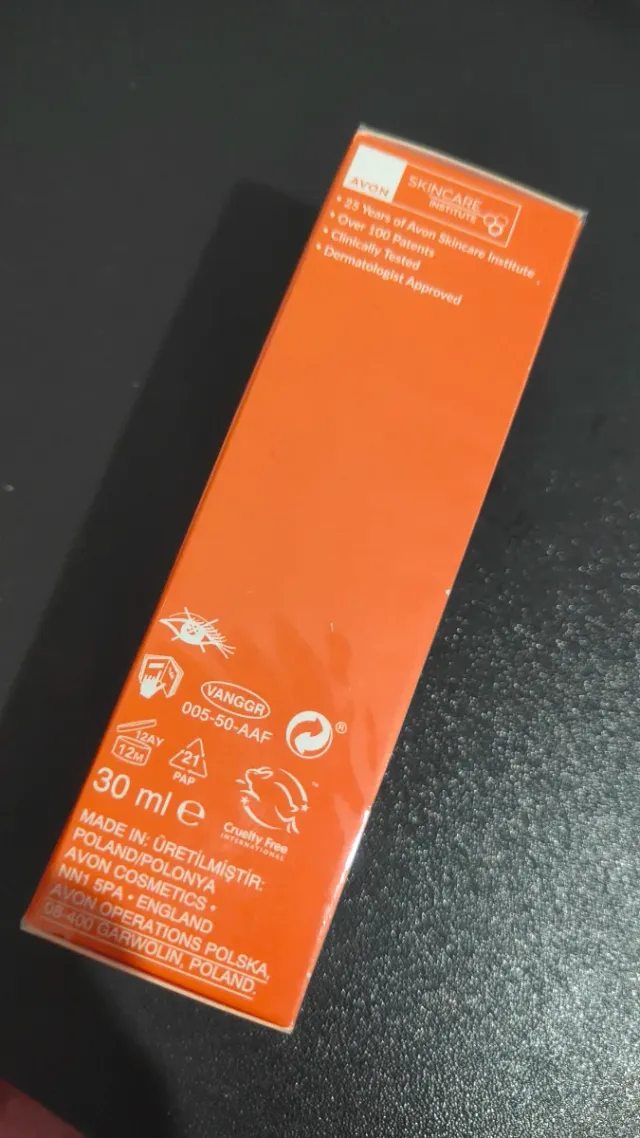 AVON
SKINCARE
INSTITUTE
• 25 Years of Avon Skincare Institute
• Over 100 Patents
• Clinically Tested
• Dermatologist Approved
VANGGR
005-50-AAF
®
12AY
12M
21
PAP
™
Cruelty Free
INTERNATIONAL
30 ml e
MADE IN: ÜRETİLMİŞTİR:
POLAND/POLONYA
AVON COSMETICS •
NN1 5PA • ENGLAND
AVON OPERATIONS POLSKA,
08-400 GARWOLIN, POLAND.